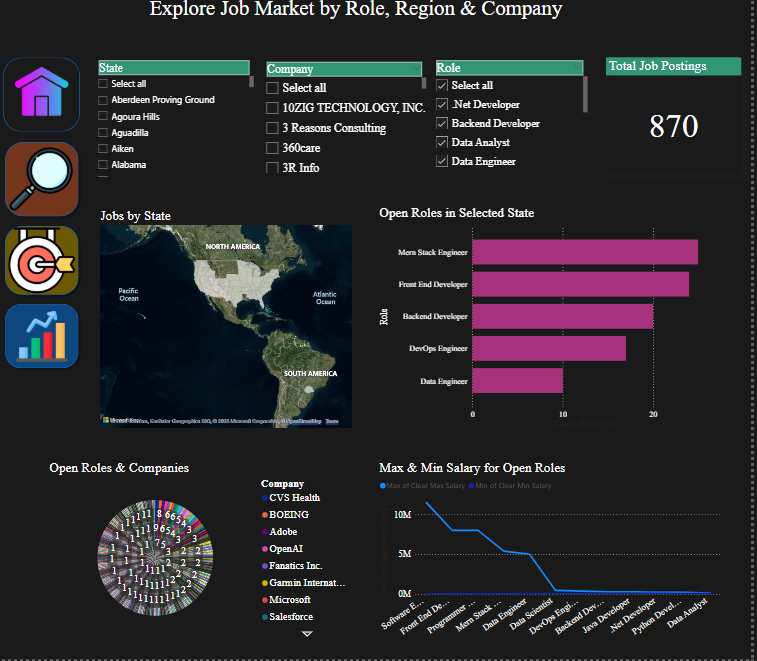 Explore Job Market by Role, Region & Company
State
Select all
Aberdeen Proving Ground
Agoura Hills
Aguadilla
Aiken
Alabama
Company
Select all
10ZIG TECHNOLOGY, INC.
3 Reasons Consulting
360care
3R Info
Role
Select all
.Net Developer
Backend Developer
Data Analyst
Data Engineer
Total Job Postings
870
Jobs by State
NORTH AMERICA
Pacific
Ocean
Atlantic
Ocean
SOUTH AMERICA
© OpenStreetMap Terms
Open Roles in Selected State
Role
Mern Stack Engineer
Front End Developer
Backend Developer
DevOps Engineer
Data Engineer
0 10 20
Open Roles & Companies
Company
CVS Health
BOEING
Adobe
OpenAI
Fanatics Inc.
Garmin Internat...
Microsoft
Salesforce
Max & Min Salary for Open Roles
Max of Clear Max Salary Min of Clear Min Salary
10M
5M
0M
Software E...
Front End De...
Programmer ...
Mern Stack ...
Data Engineer
Data Scientist
DevOps Engi...
Backend Dev...
Java Developer
.Net Developer
Python Devel...
Data Analyst